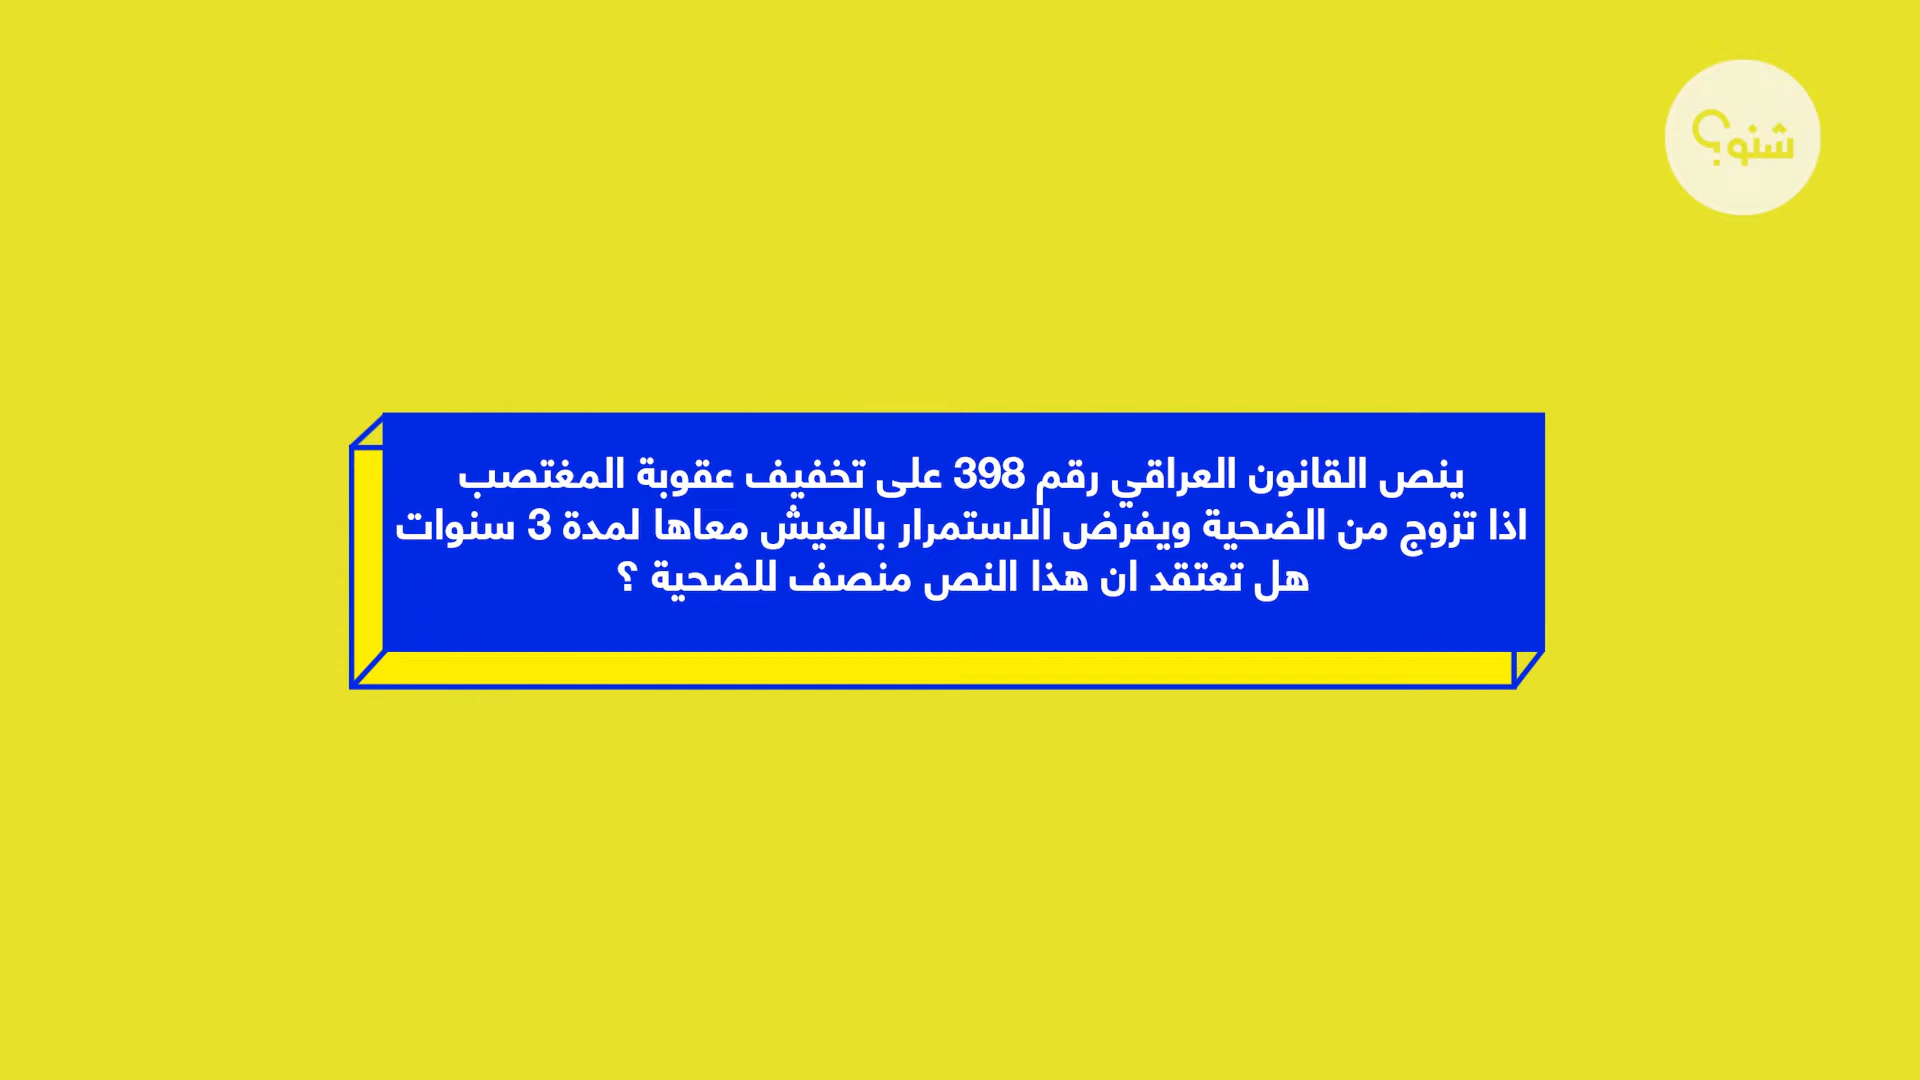 شنو؟
ينص القانون العراقي رقم 398 على تخفيف عقوبة المغتصب
اذا تزوج من الضحية ويفرض الاستمرار بالعيش معاها لمدة 3 سنوات
هل تعتقد ان هذا النص منصف للضحية ؟